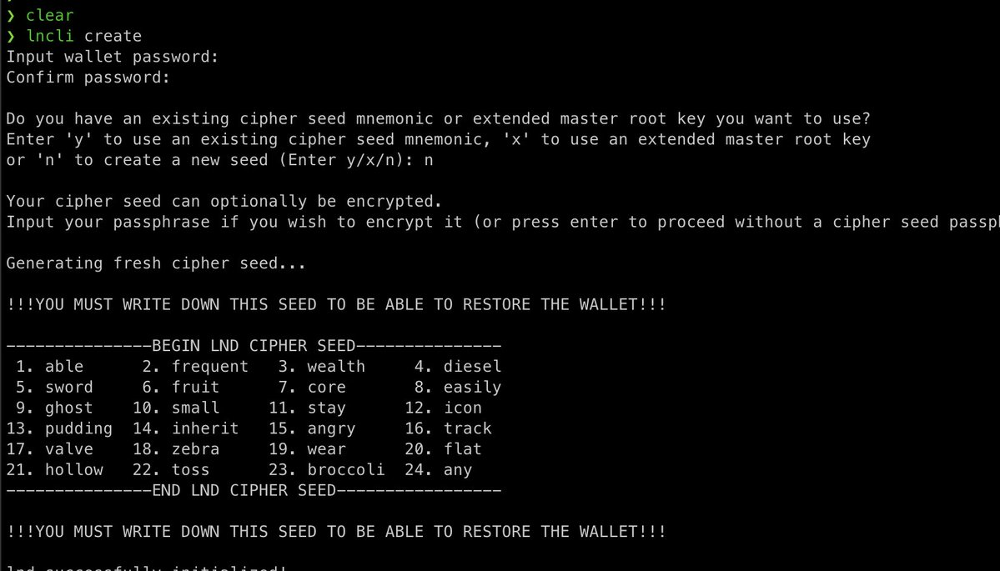 ❯ clear
❯ lncli create
Input wallet password:
Confirm password:
Do you have an existing cipher seed mnemonic or extended master root key you want to use?
Enter 'y' to use an existing cipher seed mnemonic, 'x' to use an extended master root key
or 'n' to create a new seed (Enter y/x/n): n
Your cipher seed can optionally be encrypted.
Input your passphrase if you wish to encrypt it (or press enter to proceed without a cipher seed passph
Generating fresh cipher seed...
!!!YOU MUST WRITE DOWN THIS SEED TO BE ABLE TO RESTORE THE WALLET!!!
---------------BEGIN LND CIPHER SEED---------------
1. able 2. frequent 3. wealth 4. diesel
5. sword 6. fruit 7. core 8. easily
9. ghost 10. small 11. stay 12. icon
13. pudding 14. inherit 15. angry 16. track
17. valve 18. zebra 19. wear 20. flat
21. hollow 22. toss 23. broccoli 24. any
---------------END LND CIPHER SEED-----------------
!!!YOU MUST WRITE DOWN THIS SEED TO BE ABLE TO RESTORE THE WALLET!!!
lnd successfully initialized!